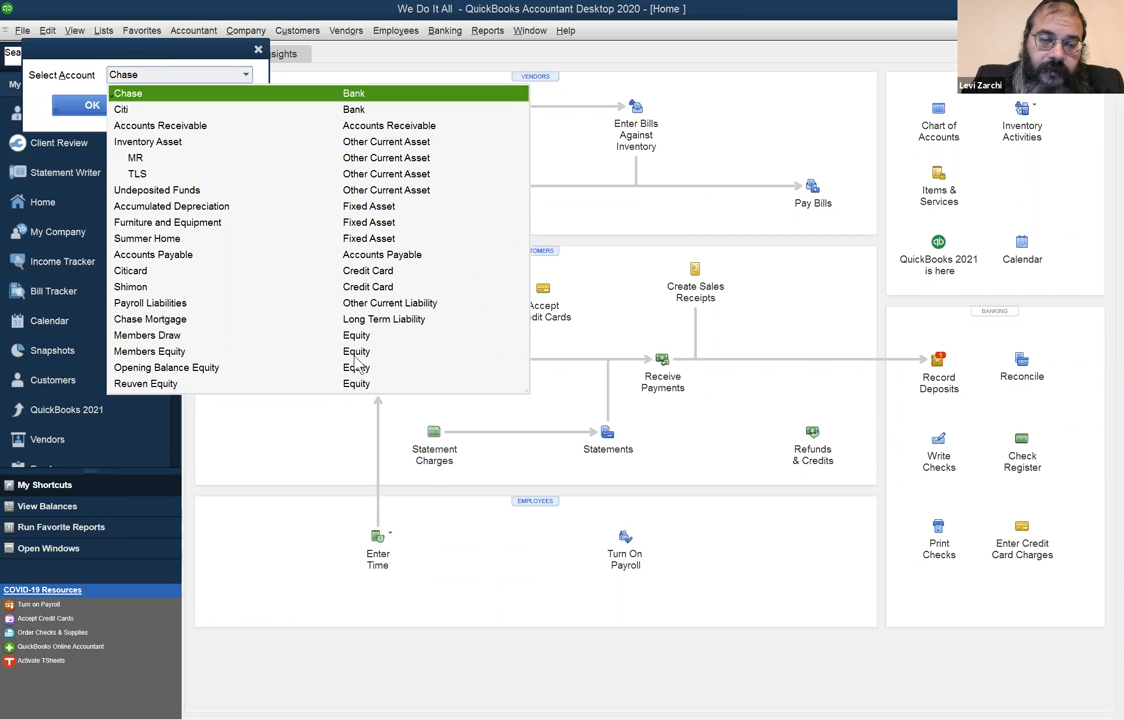 We Do It All - QuickBooks Accountant Desktop 2020 - [Home ]
File Edit View Lists Favorites Accountant Company Customers Vendors Employees Banking Reports Window Help
Levi Zarchi
Sea
nsights
Select Account Chase
OK
Chase Bank
Citi Bank
Accounts Receivable Accounts Receivable
Inventory Asset Other Current Asset
MR Other Current Asset
TLS Other Current Asset
Undeposited Funds Other Current Asset
Accumulated Depreciation Fixed Asset
Furniture and Equipment Fixed Asset
Summer Home Fixed Asset
Accounts Payable Accounts Payable
Citicard Credit Card
Shimon Credit Card
Payroll Liabilities Other Current Liability
Chase Mortgage Long Term Liability
Members Draw Equity
Members Equity Equity
Opening Balance Equity Equity
Reuven Equity Equity
My
Client Review
Statement Writer
Home
My Company
Income Tracker
Bill Tracker
Calendar
Snapshots
Customers
QuickBooks 2021
Vendors
My Shortcuts
View Balances
Run Favorite Reports
Open Windows
COVID-19 Resources
Turn on Payroll
Accept Credit Cards
Order Checks & Supplies
QuickBooks Online Accountant
Activate TSheets
VENDORS
Enter Bills
Against
Inventory
Pay Bills
OMERS
Accept
dit Cards
Create Sales
Receipts
Receive
Payments
Statement
Charges
Statements
Refunds
& Credits
EMPLOYEES
Enter
Time
Turn On
Payroll
Chart of
Accounts
Inventory
Activities
Items &
Services
QuickBooks 2021
is here
Calendar
BANKING
1
Record
Deposits
Reconcile
Write
Checks
Check
Register
Print
Checks
Enter Credit
Card Charges